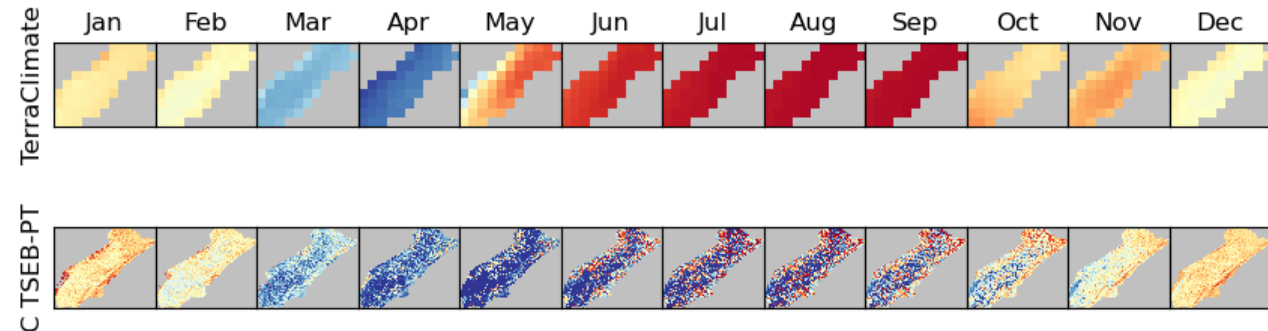 Jan Feb Mar Apr May Jun Jul Aug Sep Oct Nov Dec
TerraClimate
C TSEB-PT